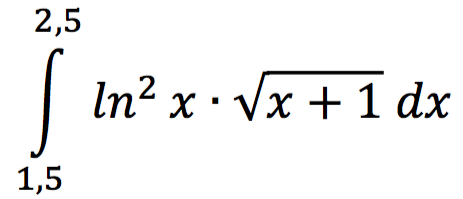 2,5
∫ ln² x · √x + 1 dx
1,5